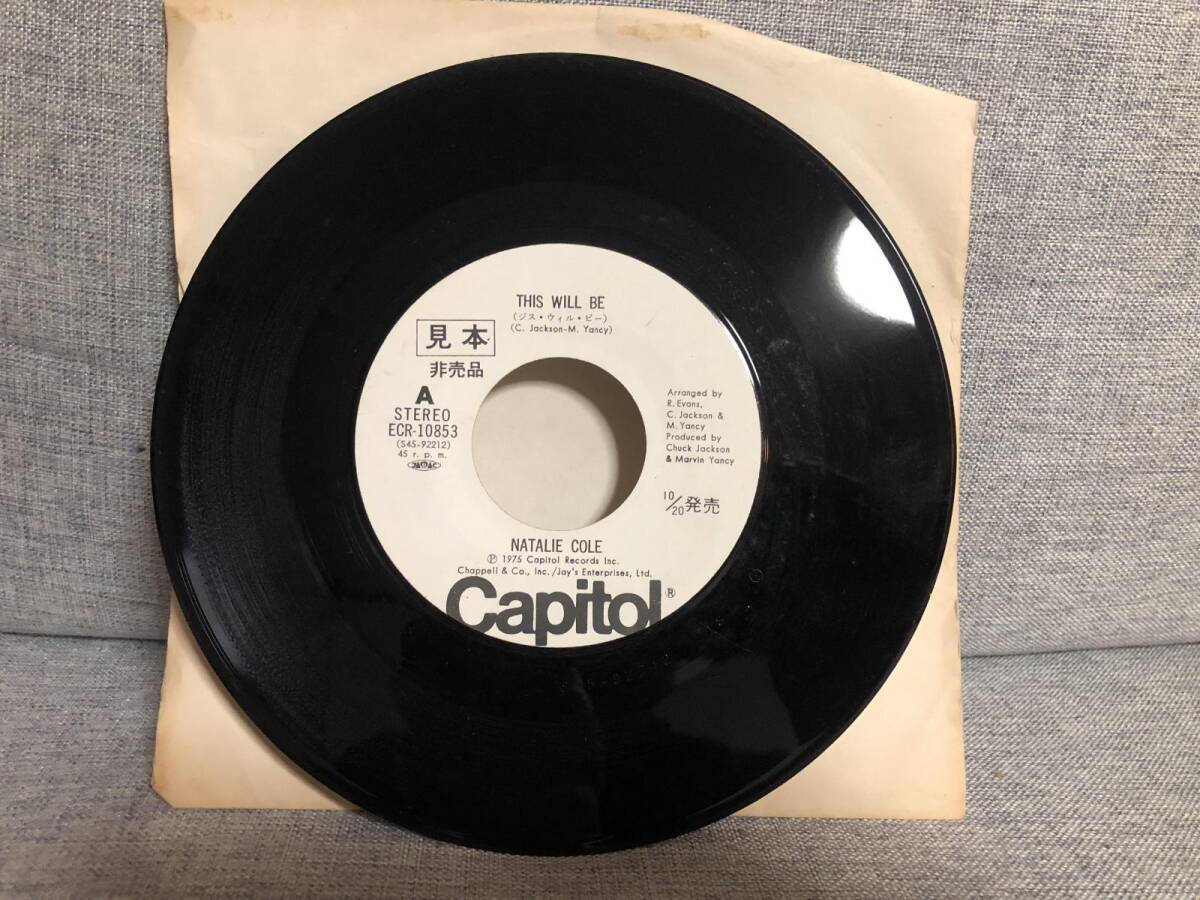 THIS WILL BE
(ジス・ウィル・ビー)
(C. Jackson-M. Yancy)
見本
非売品
A
STEREO
ECR-10853
(S45-92212)
45 r. p. m.
JASRAC
Arranged by
R. Evans,
C. Jackson &
M. Yancy
Produced by
Chuck Jackson
& Marvin Yancy
10/20発売
NATALIE COLE
Ⓟ 1975 Capitol Records Inc.
Chappell & Co., Inc. /Jay's Enterprises, Ltd.
Capitol®